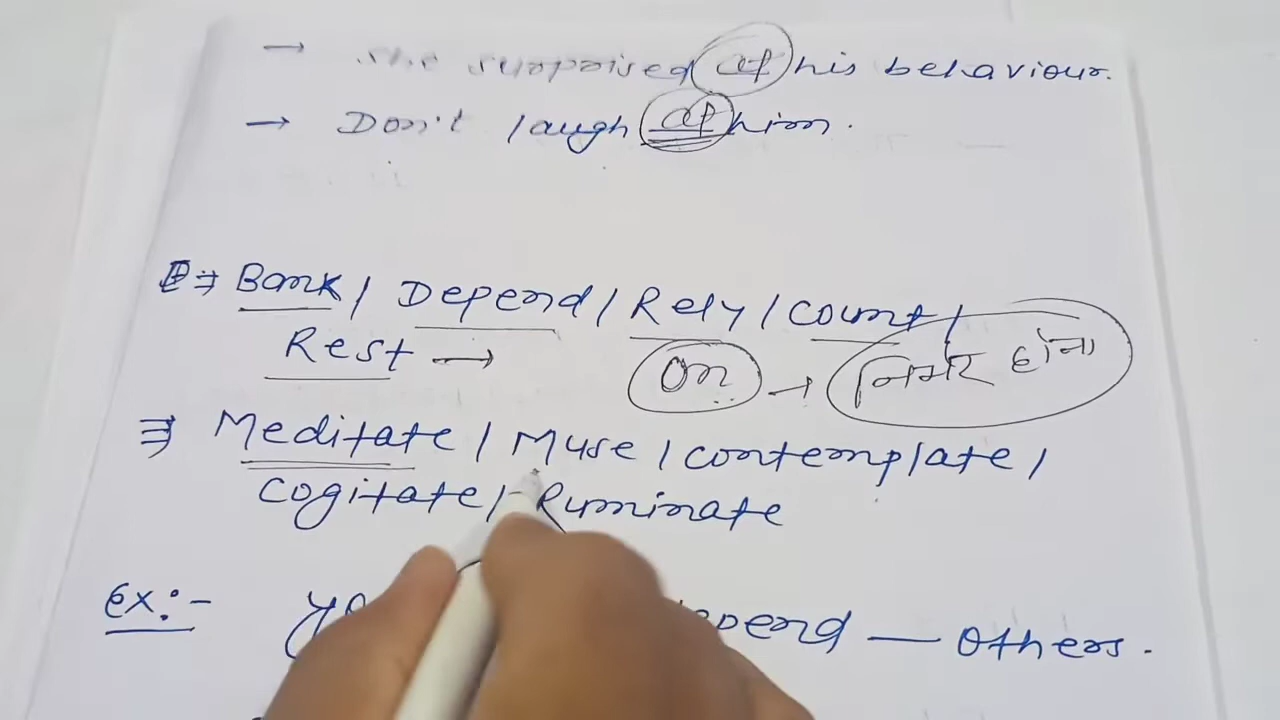 → She surprised at his behaviour.
→ Don't laugh at him.
⇒ Bank / Depend / Rely / Count /
Rest → On → निर्भर होना
⇒ Meditate / Muse / contemplate /
Cogitate / Ruminate
Ex:- depend — Others.